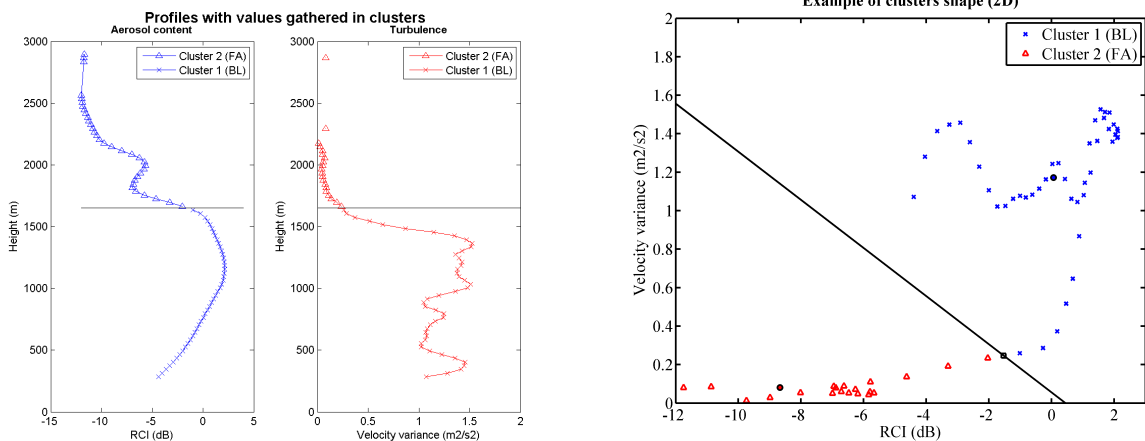 Profiles with values gathered in clusters
Aerosol content
3000
2500
2000
1500
1000
500
0
Height (m)
Cluster 2 (FA)
Cluster 1 (BL)
-15
-10
-5
0
5
RCI (dB)
Turbulence
3000
2500
2000
1500
1000
500
0
Height (m)
Cluster 2 (FA)
Cluster 1 (BL)
0
0.5
1
1.5
2
Velocity variance (m2/s2)
Example of clusters shape (2D)
2
1.8
1.6
1.4
1.2
1
0.8
0.6
0.4
0.2
0
Velocity variance (m2/s2)
Cluster 1 (BL)
Cluster 2 (FA)
-12
-10
-8
-6
-4
-2
0
2
RCI (dB)